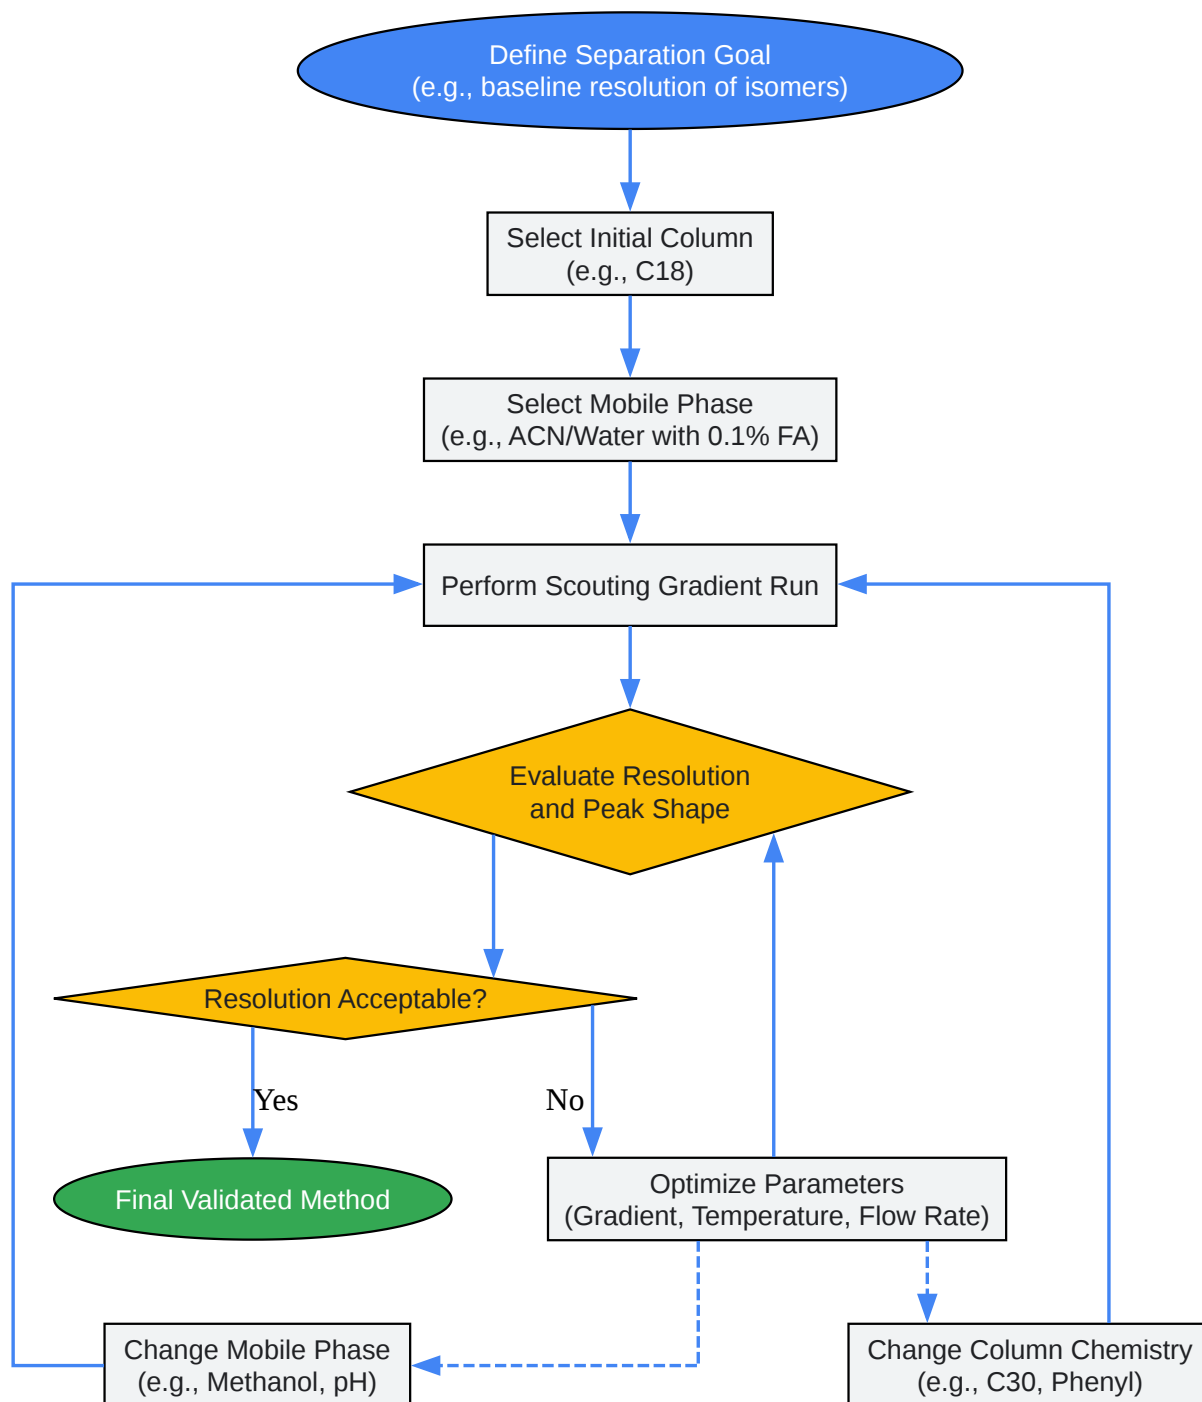 Define Separation Goal
(e.g., baseline resolution of isomers)
Select Initial Column
(e.g., C18)
Select Mobile Phase
(e.g., ACN/Water with 0.1% FA)
Perform Scouting Gradient Run
Evaluate Resolution
and Peak Shape
Resolution Acceptable?
Yes
No
Final Validated Method
Optimize Parameters
(Gradient, Temperature, Flow Rate)
Change Mobile Phase
(e.g., Methanol, pH)
Change Column Chemistry
(e.g., C30, Phenyl)